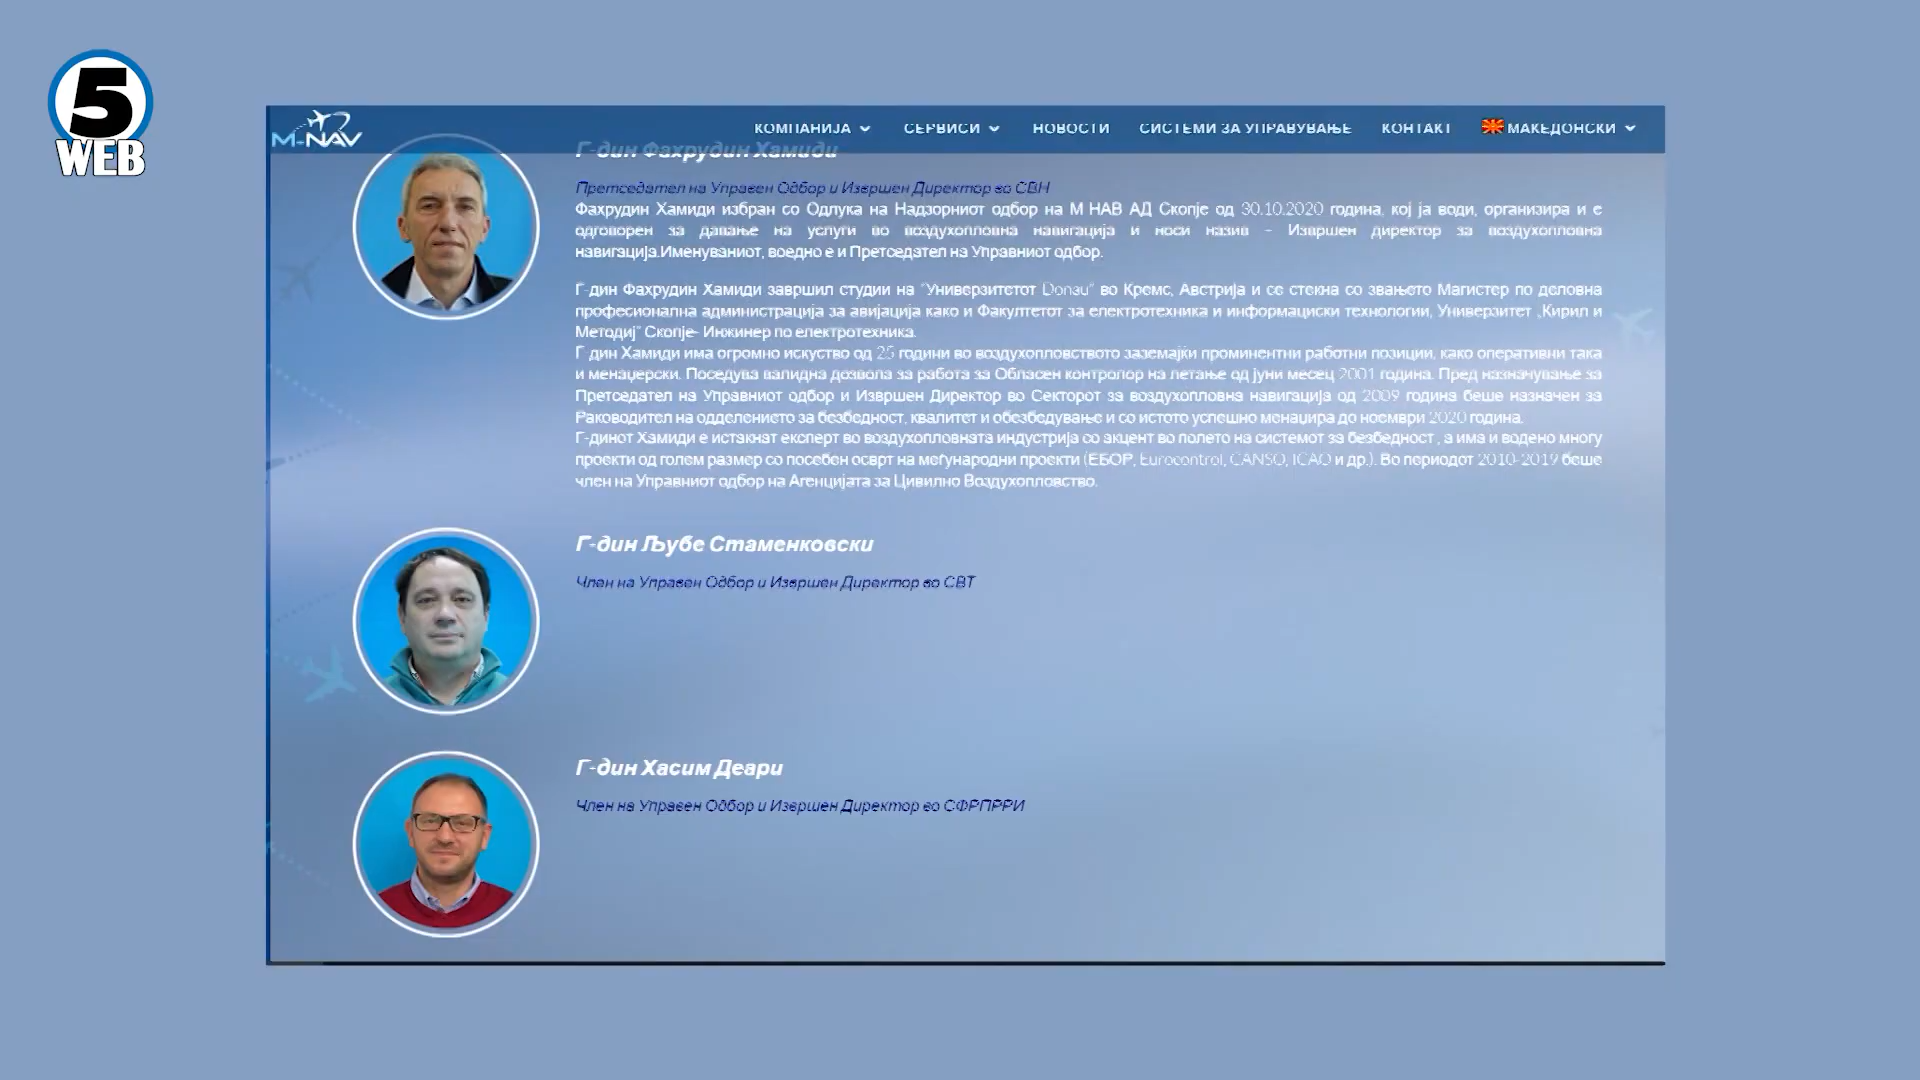 5
WEB
M-NAV
КОМПАНИЈА СЕРВИСИ НОВОСТИ СИСТЕМИ ЗА УПРАВУВАЊЕ КОНТАКТ МАКЕДОНСКИ
Г-дин Фахрудин Хамиди
Претседател на Управен Одбор и Извршен Директор во СВН
Фахрудин Хамиди избран со Одлука на Надзорниот одбор на М НАВ АД Скопје од 30.10.2020 година, кој ја води, организира и е
одговорен за давање на услуги во воздухопловна навигација и носи назив – Извршен директор за воздухопловна
навигација.Именуваниот, воедно е и Претседател на Управниот одбор.
Г-дин Фахрудин Хамиди завршил студии на “Универзитетот Donau” во Кремс, Австрија и се стекна со звањето Магистер по деловна
професионална администрација за авијација како и Факултетот за електротехника и информациски технологии, Универзитет „Кирил и
Методиј” Скопје- Инжинер по електротехника.
Г дин Хамиди има огромно искуство од 25 години во воздухопловството заземајќи проминентни работни позиции, како оперативни така
и менаџерски. Поседува валидна дозвола за работа за Обласен контролор на летање од јуни месец 2001 година. Пред назначување за
Претседател на Управниот одбор и Извршен Директор во Секторот за воздухопловна навигација од 2009 година беше назначен за
Раководител на одделението за безбедност, квалитет и обезбедување и со истото успешно менаџира до ноември 2020 година.
Г-динот Хамиди е истакнат експерт во воздухопловната индустрија со акцент во полето на системот за безбедност , а има и водено многу
проекти од голем размер со посебен осврт на меѓународни проекти (ЕБОР, Eurocontrol, CANSO, ICAO и др.). Во периодот 2010-2019 беше
член на Управниот одбор на Агенцијата за Цивилно Воздухопловство.
Г-дин Љубе Стаменковски
Член на Управен Одбор и Извршен Директор во СВТ
Г-дин Хасим Деари
Член на Управен Одбор и Извршен Директор во СФРПРРИ